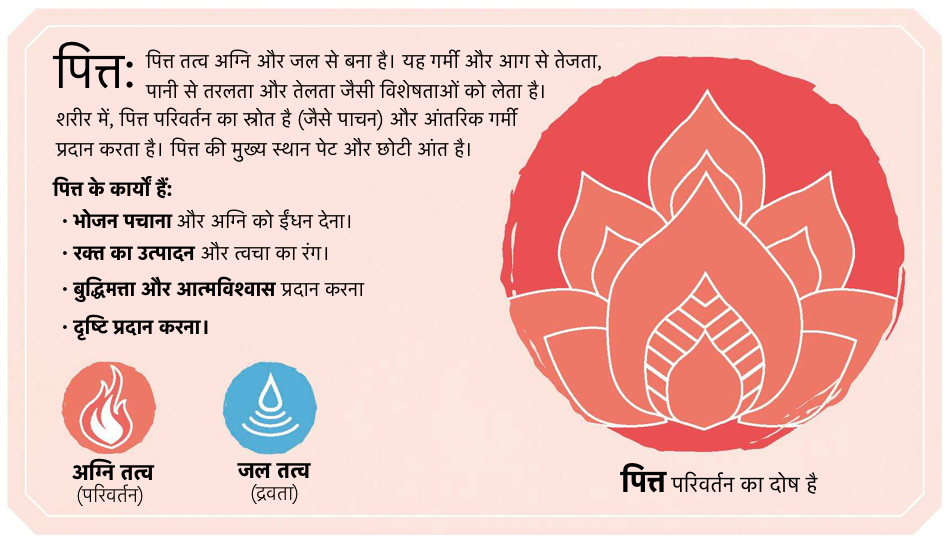 पित्त: पित्त तत्व अग्नि और जल से बना है। यह गर्मी और आग से तेजता,
पानी से तरलता और तेलता जैसी विशेषताओं को लेता है।
शरीर में, पित्त परिवर्तन का स्रोत है (जैसे पाचन) और आंतरिक गर्मी
प्रदान करता है। पित्त की मुख्य स्थान पेट और छोटी आंत है।
पित्त के कार्यों हैं:
• भोजन पचाना और अग्नि को ईंधन देना।
• रक्त का उत्पादन और त्वचा का रंग।
• बुद्धिमत्ता और आत्मविश्वास प्रदान करना
• दृष्टि प्रदान करना।
अग्नि तत्व
(परिवर्तन)
जल तत्व
(द्रवता)
पित्त परिवर्तन का दोष है